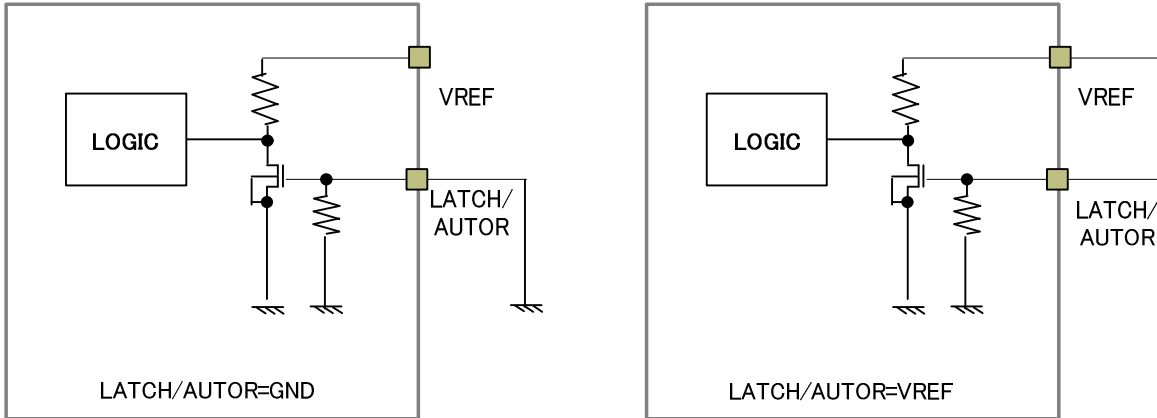 VREF
LOGIC
LATCH/
AUTOR
LATCH/AUTOR=GND
VREF
LOGIC
LATCH/
AUTOR
LATCH/AUTOR=VREF